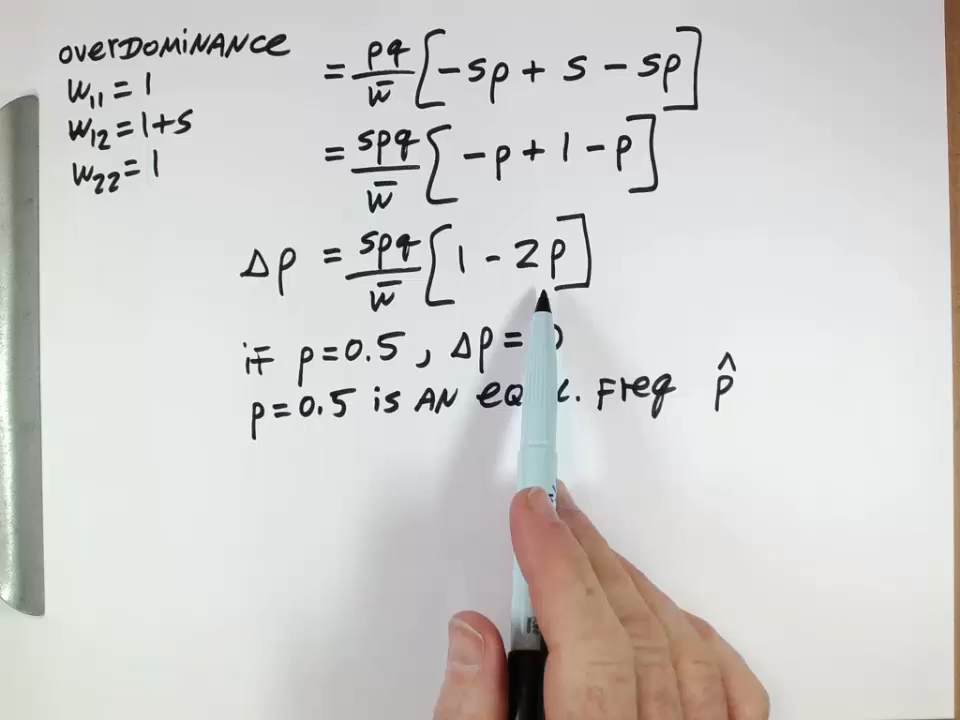 overDOMINANCE
w₁₁ = 1
w₁₂ = 1+s
w₂₂ = 1
= pq/w̄ [-sp + s - sp]
= spq/w̄ [-p + 1 - p]
Δp = spq/w̄ [1 - 2p]
if p=0.5, Δp=
p=0.5 is AN Freq p̂